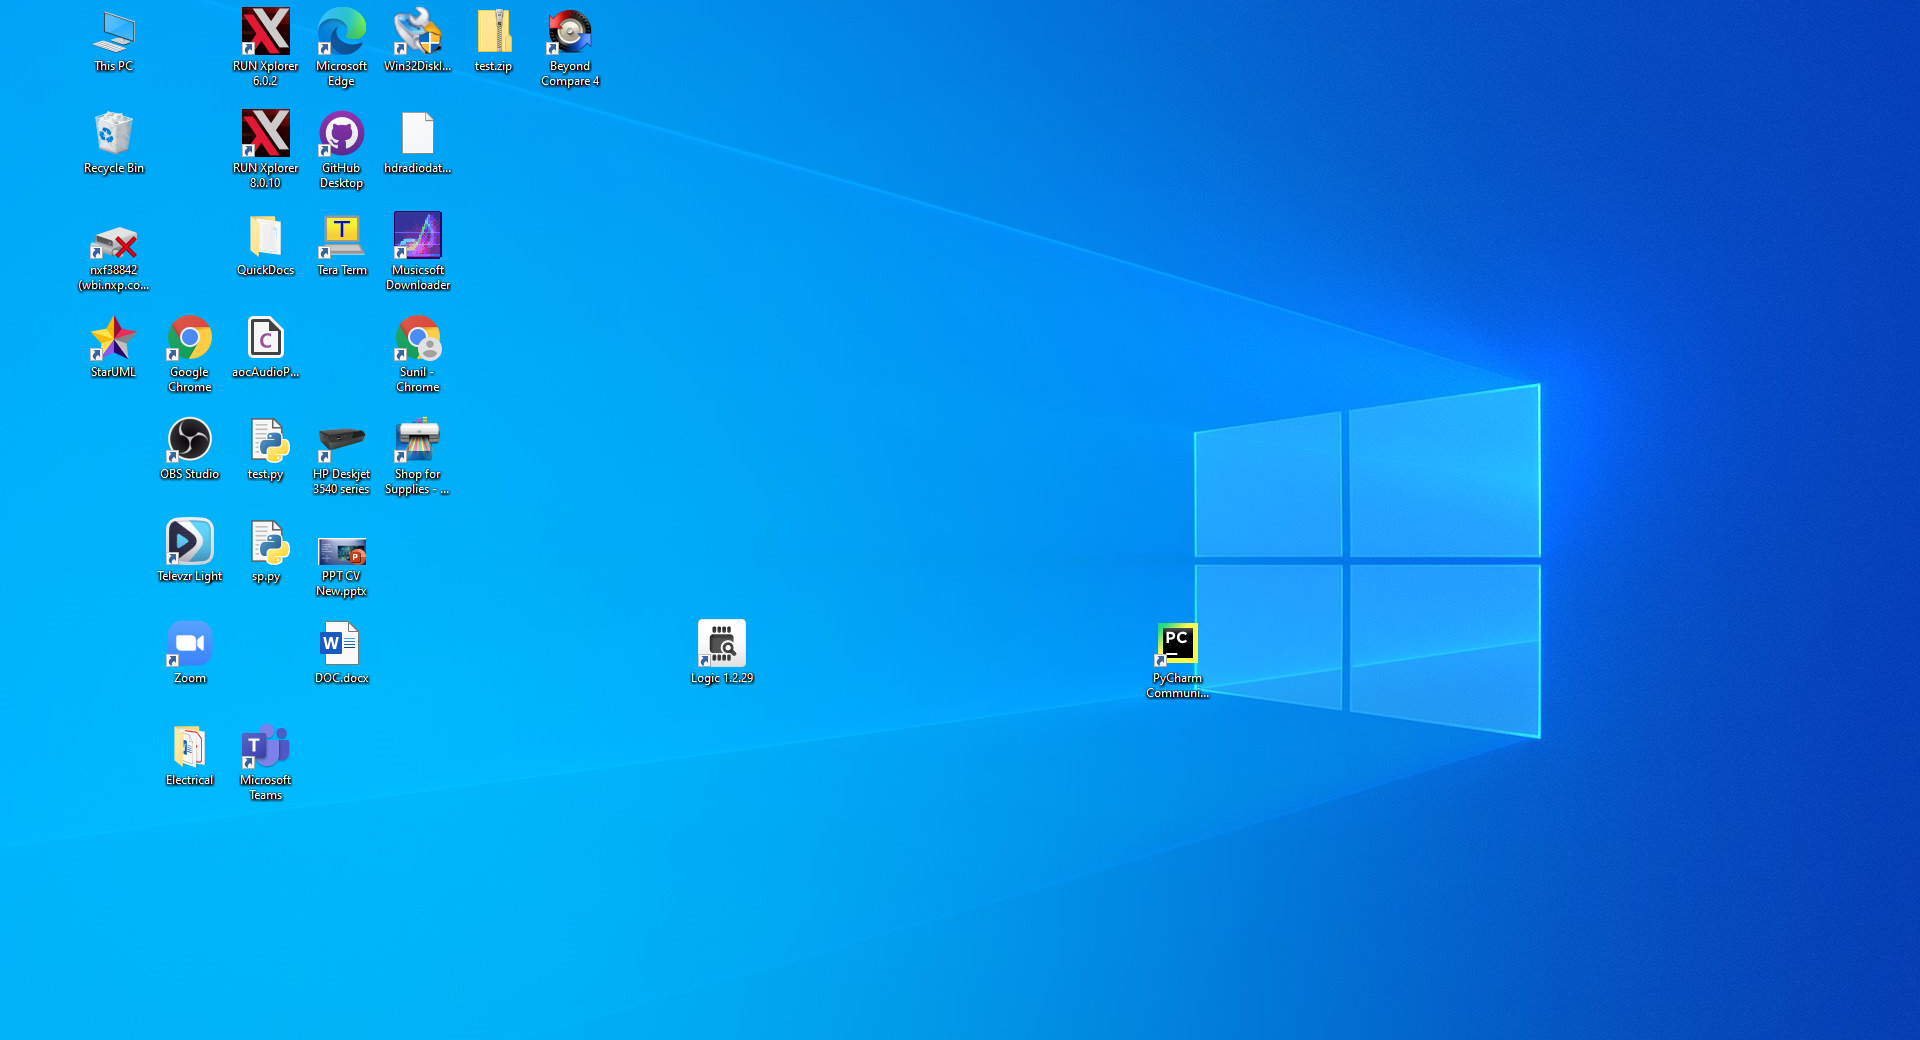 This PC
RUN Xplorer
6.0.2
Microsoft
Edge
Win32DiskI...
test.zip
Beyond
Compare 4
Recycle Bin
RUN Xplorer
8.0.10
GitHub
Desktop
hdradiodat...
nxf38842
(wbi.nxp.co...
QuickDocs
T
Tera Term
Musicsoft
Downloader
StarUML
Google
Chrome
C
aocAudioP...
Sunil -
Chrome
OBS Studio
test.py
HP Deskjet
3540 series
Shop for
Supplies - ...
Televzr Light
sp.py
P
PPT CV
New.pptx
Zoom
W
DOC.docx
Logic 1.2.29
PC
PyCharm
Communi...
Electrical
T
Microsoft
Teams